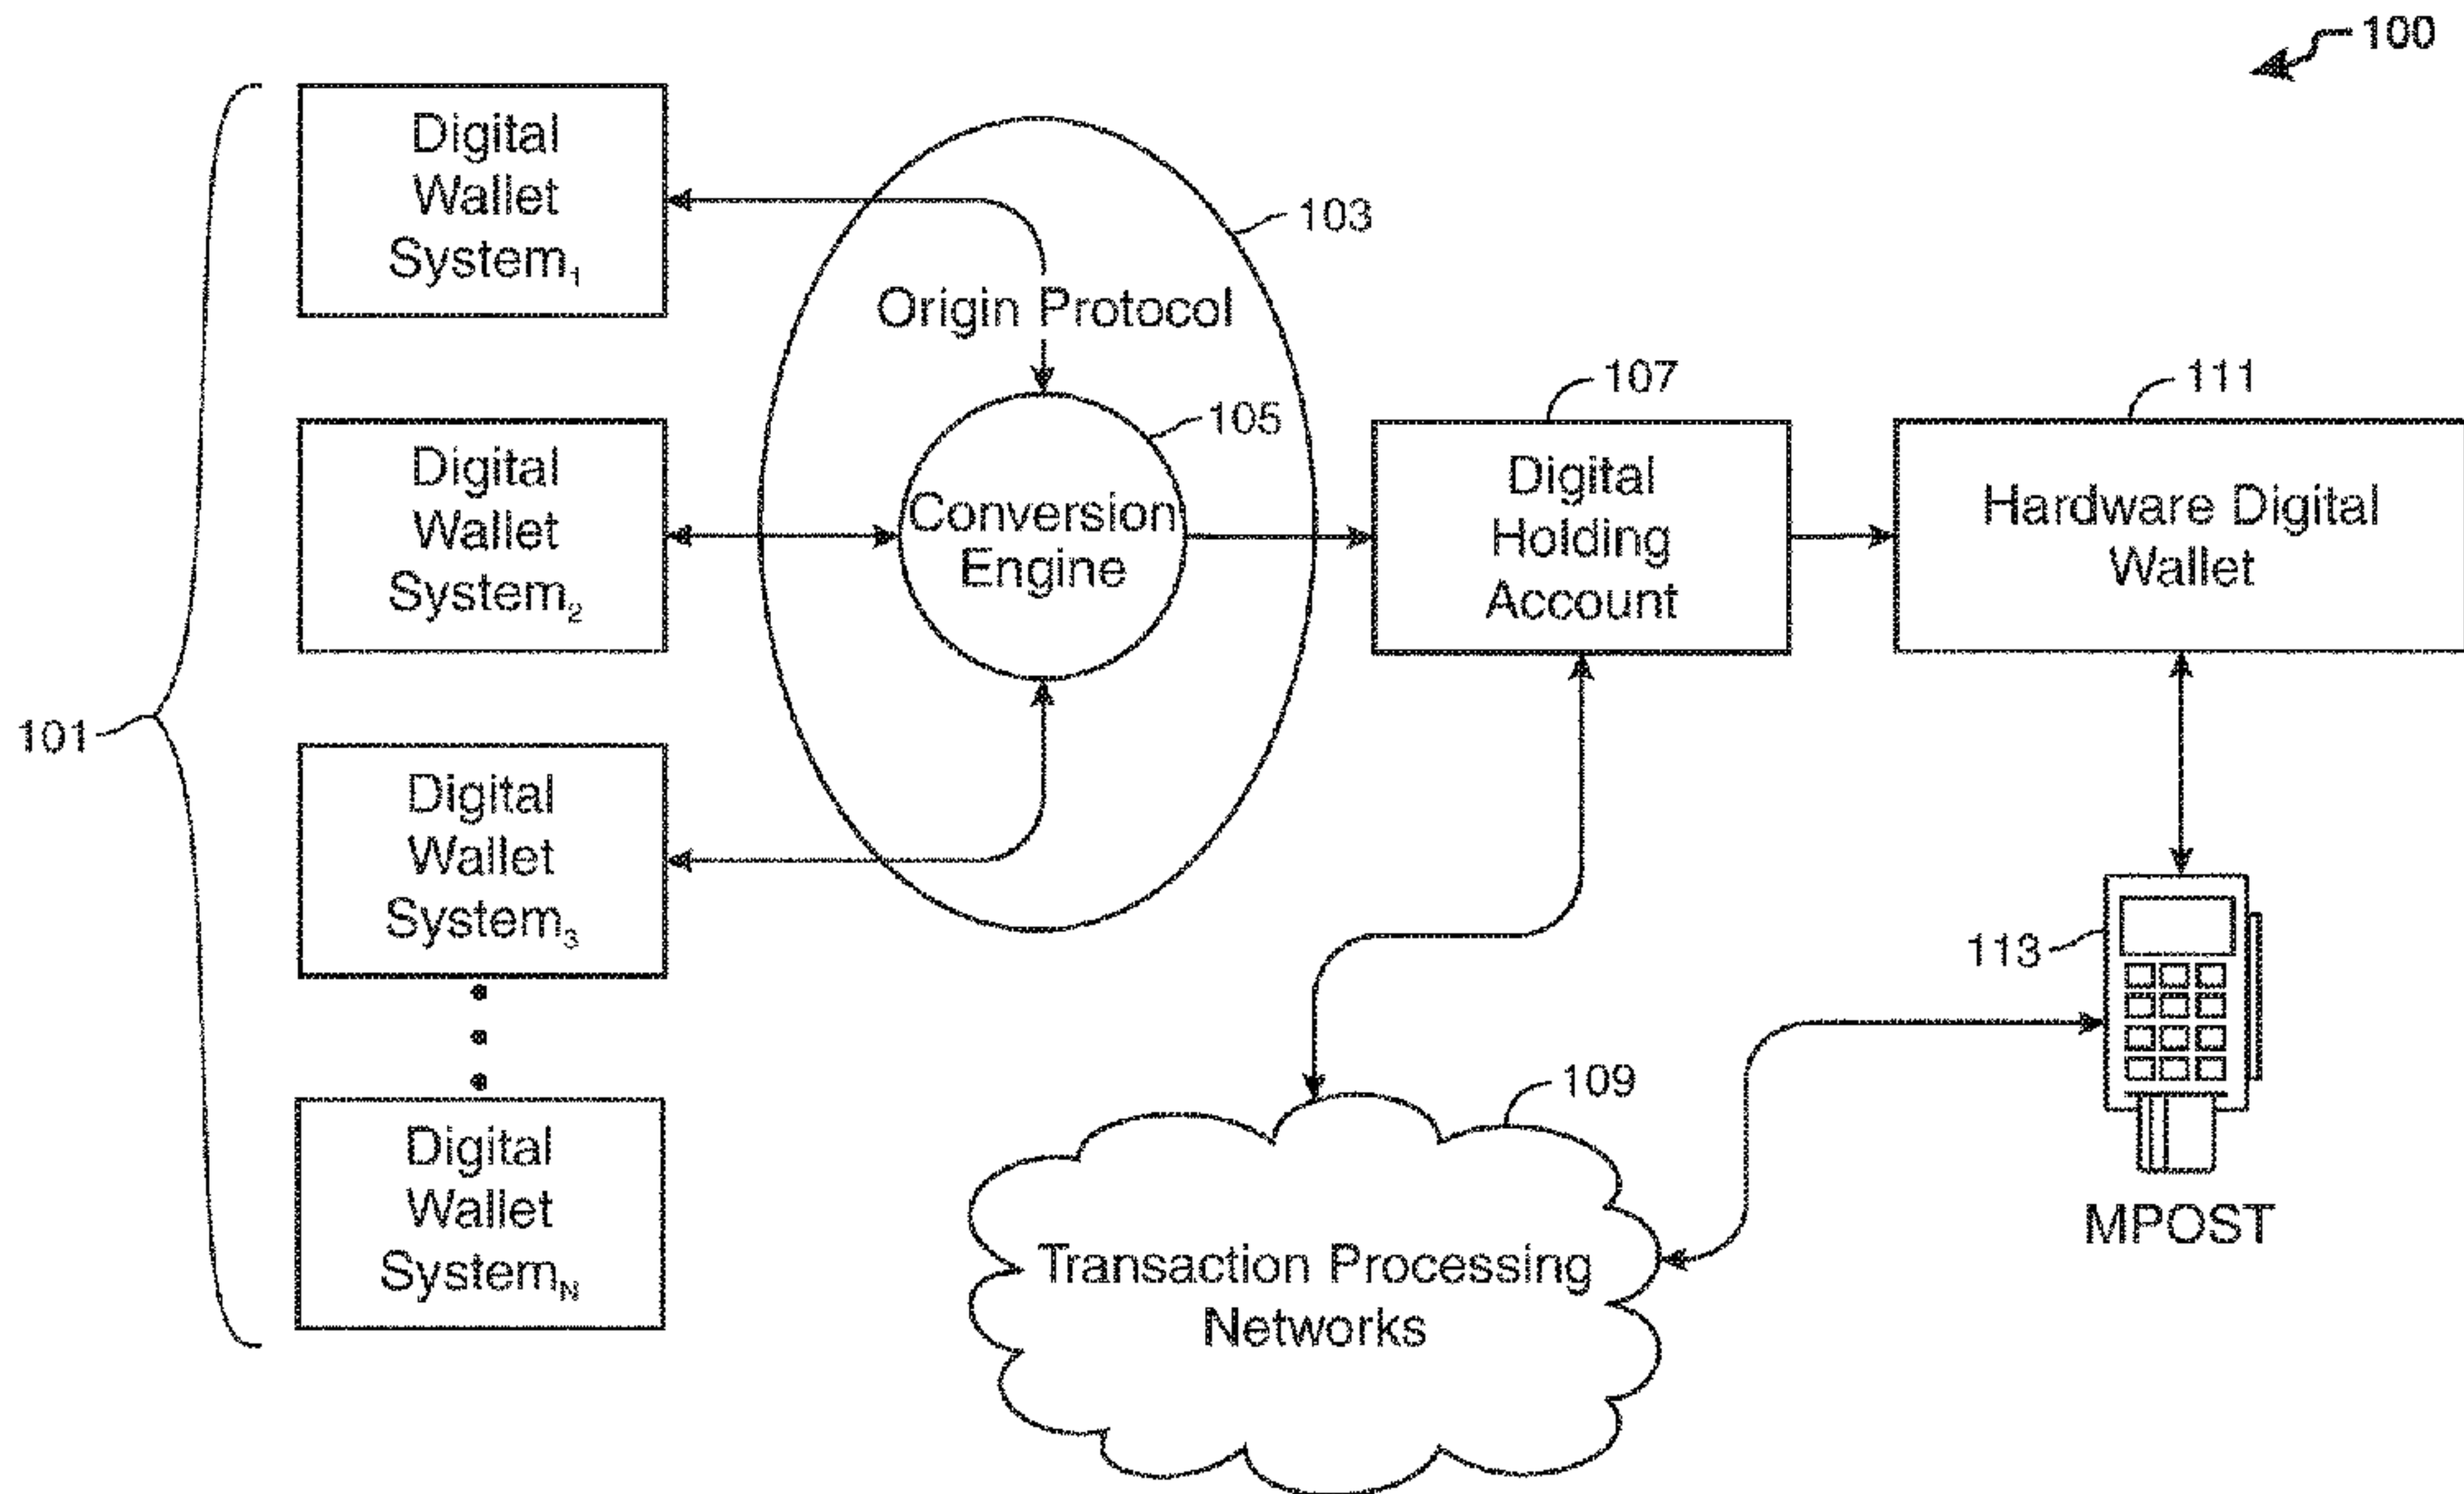 100
Digital
Wallet
System₁
103
Origin Protocol
107
111
105
Digital
Wallet
System₂
Conversion
Engine
Digital
Holding
Account
Hardware Digital
Wallet
101
Digital
Wallet
System₃
113
109
Digital
Wallet
System_N
MPOST
Transaction Processing
Networks